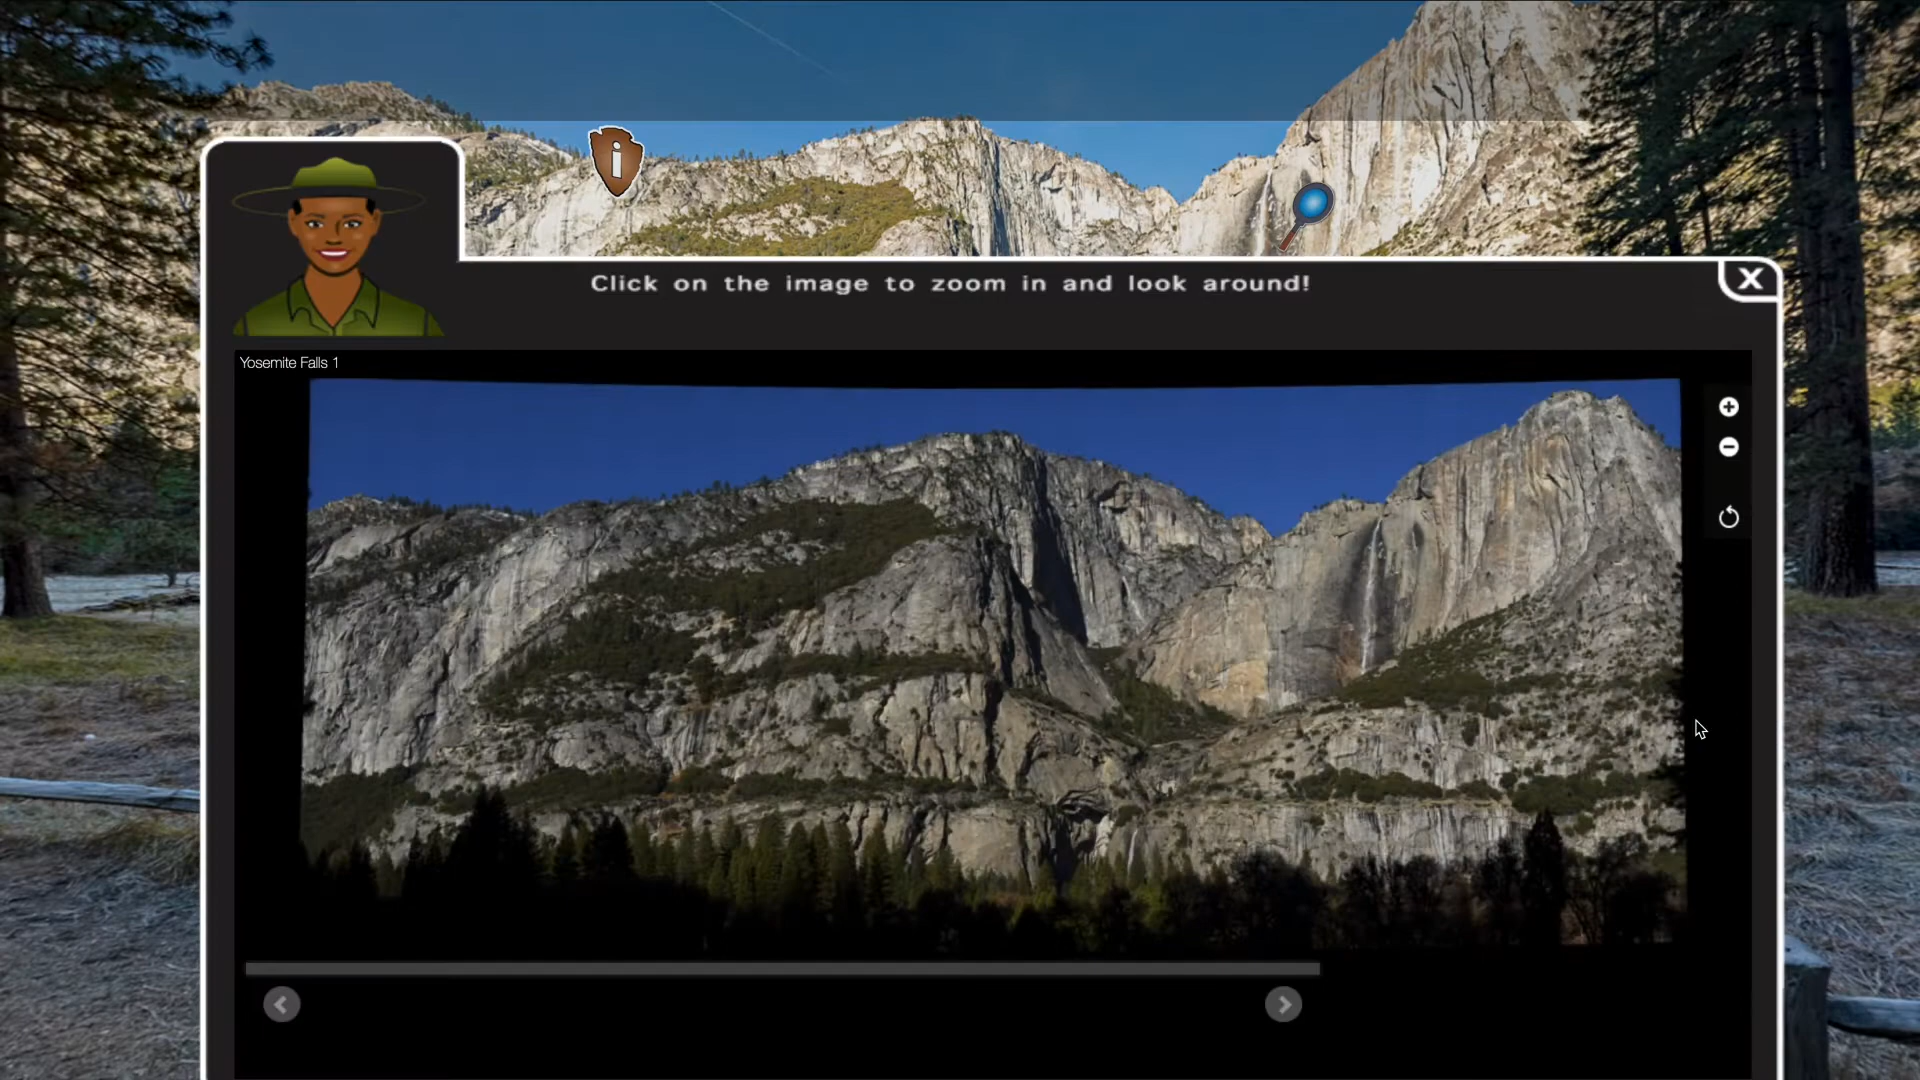 i
Click on the image to zoom in and look around!
X
Yosemite Falls 1